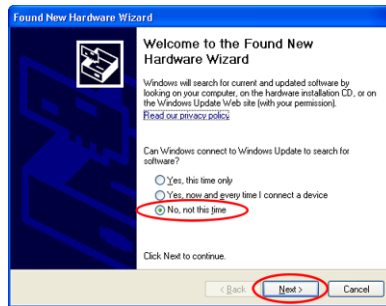 Found New Hardware Wizard
Welcome to the Found New
Hardware Wizard
Windows will search for current and updated software by
looking on your computer, on the hardware installation CD, or on
the Windows Update Web site (with your permission).
Read our privacy policy
Can Windows connect to Windows Update to search for
software?
Yes, this time only
Yes, now and every time I connect a device
No, not this time
Click Next to continue.
< Back Next > Cancel